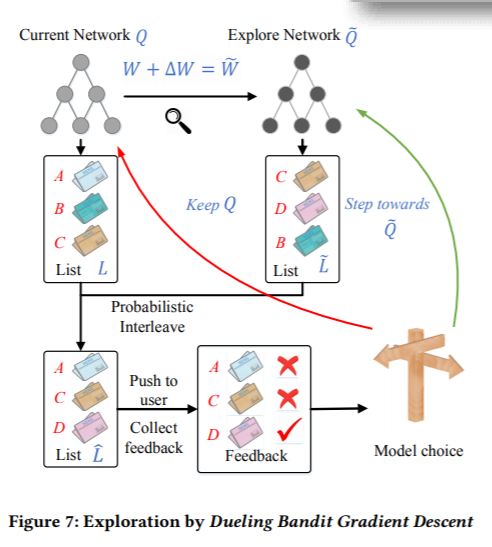 Current Network Q
Explore Network Q̃
W + ΔW = W̃
A
B
C
List L
C
D
B
List L̃
Keep Q
Step towards
Q̃
Probabilistic
Interleave
A
C
D
List L̂
Push to
user
Collect
feedback
A
C
D
Feedback
Model choice
Figure 7: Exploration by Dueling Bandit Gradient Descent